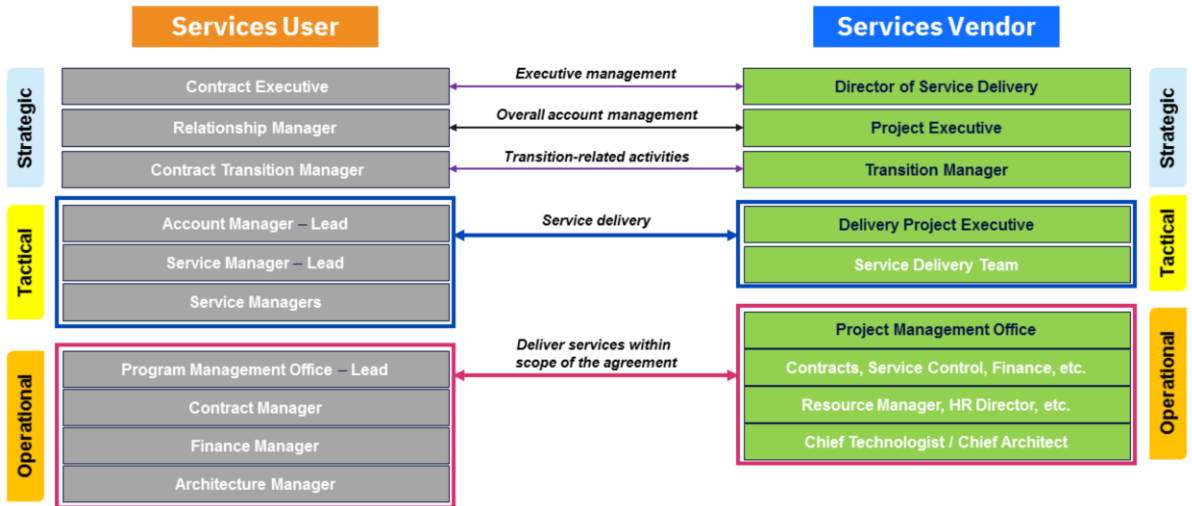 Services User
Services Vendor
Strategic
Contract Executive
Executive management
Director of Service Delivery
Strategic
Relationship Manager
Overall account management
Project Executive
Contract Transition Manager
Transition-related activities
Transition Manager
Tactical
Account Manager – Lead
Service delivery
Delivery Project Executive
Tactical
Service Manager – Lead
Service Delivery Team
Service Managers
Operational
Program Management Office – Lead
Deliver services within
scope of the agreement
Project Management Office
Operational
Contracts, Service Control, Finance, etc.
Contract Manager
Resource Manager, HR Director, etc.
Finance Manager
Chief Technologist / Chief Architect
Architecture Manager